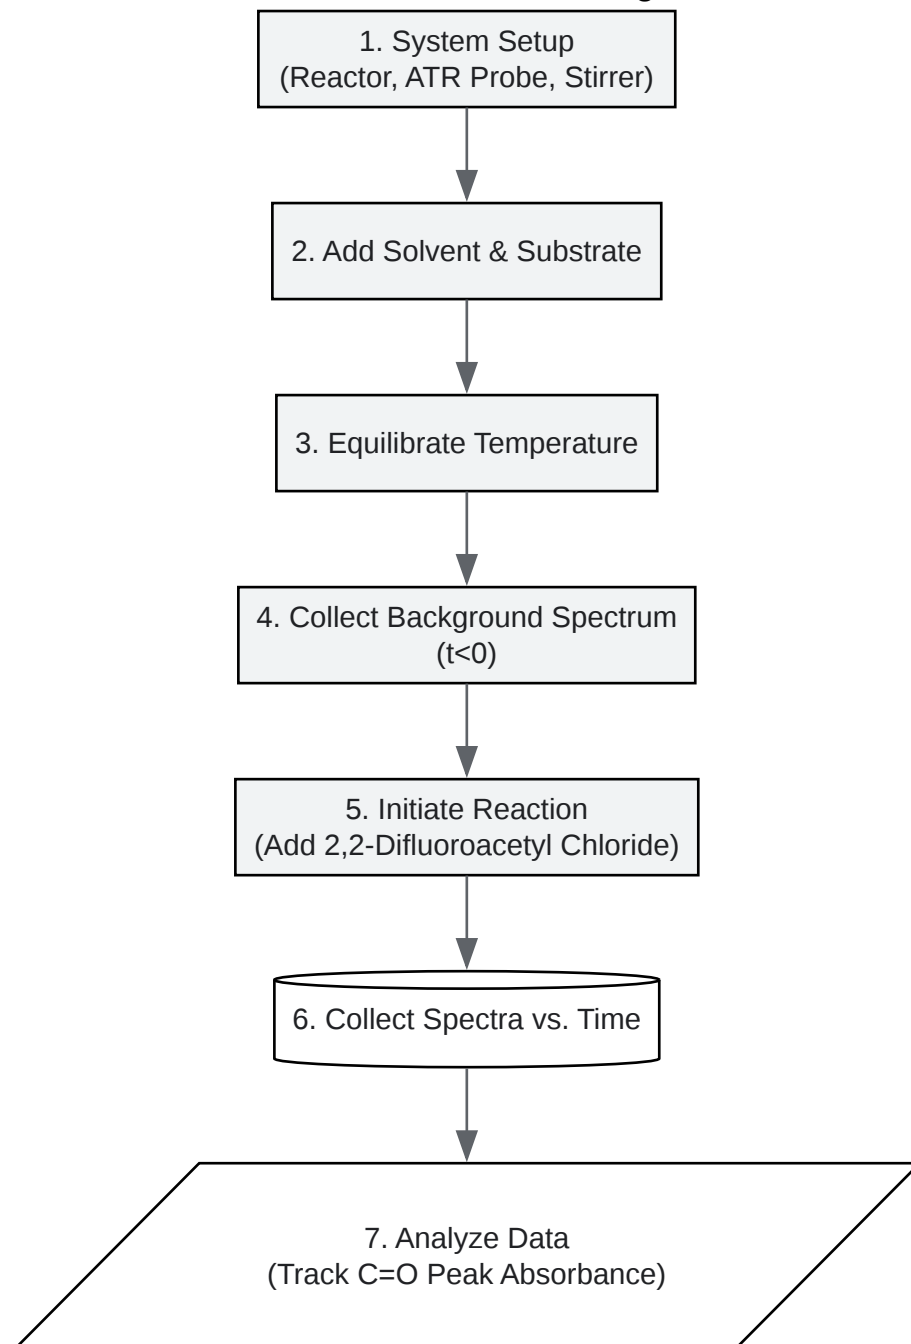 1. System Setup
(Reactor, ATR Probe, Stirrer)
2. Add Solvent & Substrate
3. Equilibrate Temperature
4. Collect Background Spectrum
(t<0)
5. Initiate Reaction
(Add 2,2-Difluoroacetyl Chloride)
6. Collect Spectra vs. Time
7. Analyze Data
(Track C=O Peak Absorbance)